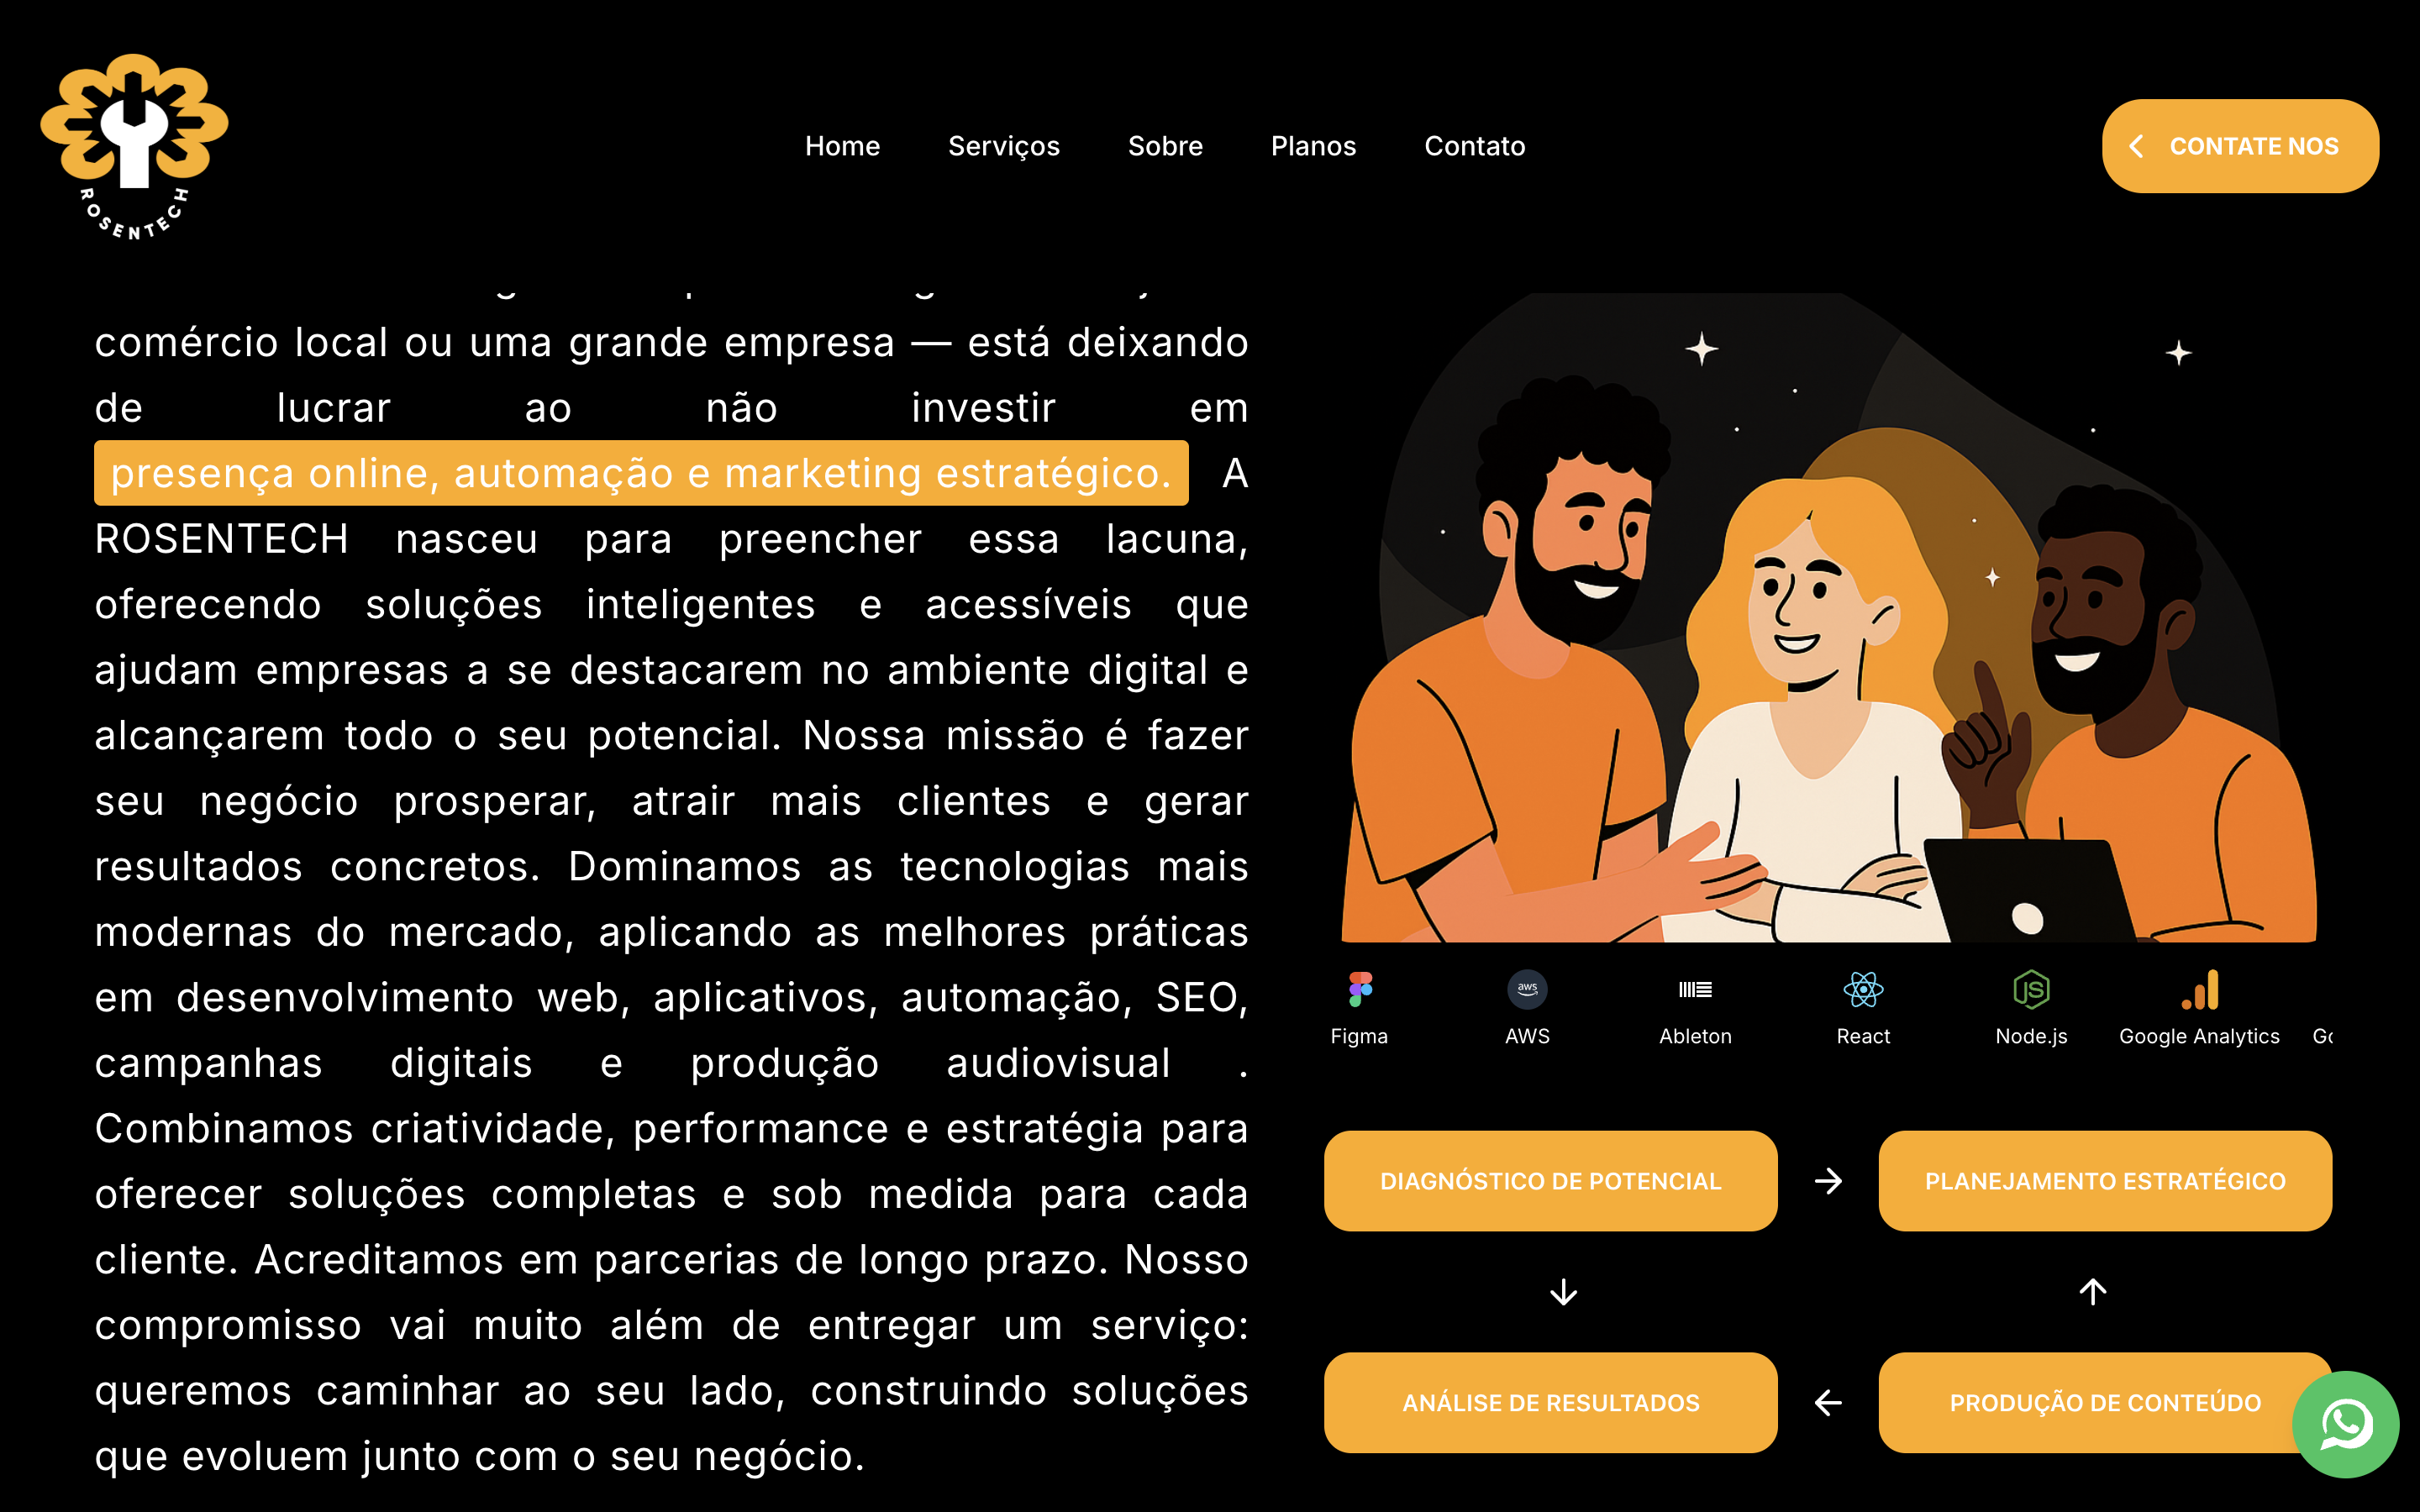 ROSENTECH
Home
Serviços
Sobre
Planos
Contato
CONTATE NOS
comércio local ou uma grande empresa — está deixando
de lucrar ao não investir em
presença online, automação e marketing estratégico. A
ROSENTECH nasceu para preencher essa lacuna,
oferecendo soluções inteligentes e acessíveis que
ajudam empresas a se destacarem no ambiente digital e
alcançarem todo o seu potencial. Nossa missão é fazer
seu negócio prosperar, atrair mais clientes e gerar
resultados concretos. Dominamos as tecnologias mais
modernas do mercado, aplicando as melhores práticas
em desenvolvimento web, aplicativos, automação, SEO,
campanhas digitais e produção audiovisual .
Combinamos criatividade, performance e estratégia para
oferecer soluções completas e sob medida para cada
cliente. Acreditamos em parcerias de longo prazo. Nosso
compromisso vai muito além de entregar um serviço:
queremos caminhar ao seu lado, construindo soluções
que evoluem junto com o seu negócio.
aws
JS
Figma
AWS
Ableton
React
Node.js
Google Analytics
DIAGNÓSTICO DE POTENCIAL
PLANEJAMENTO ESTRATÉGICO
ANÁLISE DE RESULTADOS
PRODUÇÃO DE CONTEÚDO